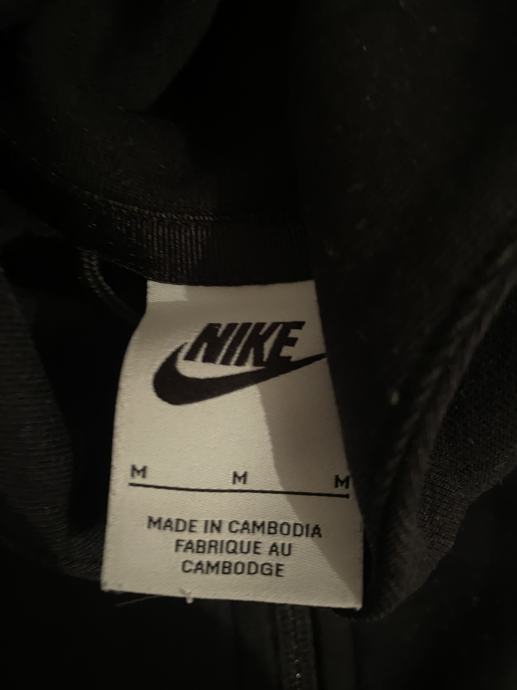 NIKE
M M M
MADE IN CAMBODIA
FABRIQUE AU
CAMBODGE